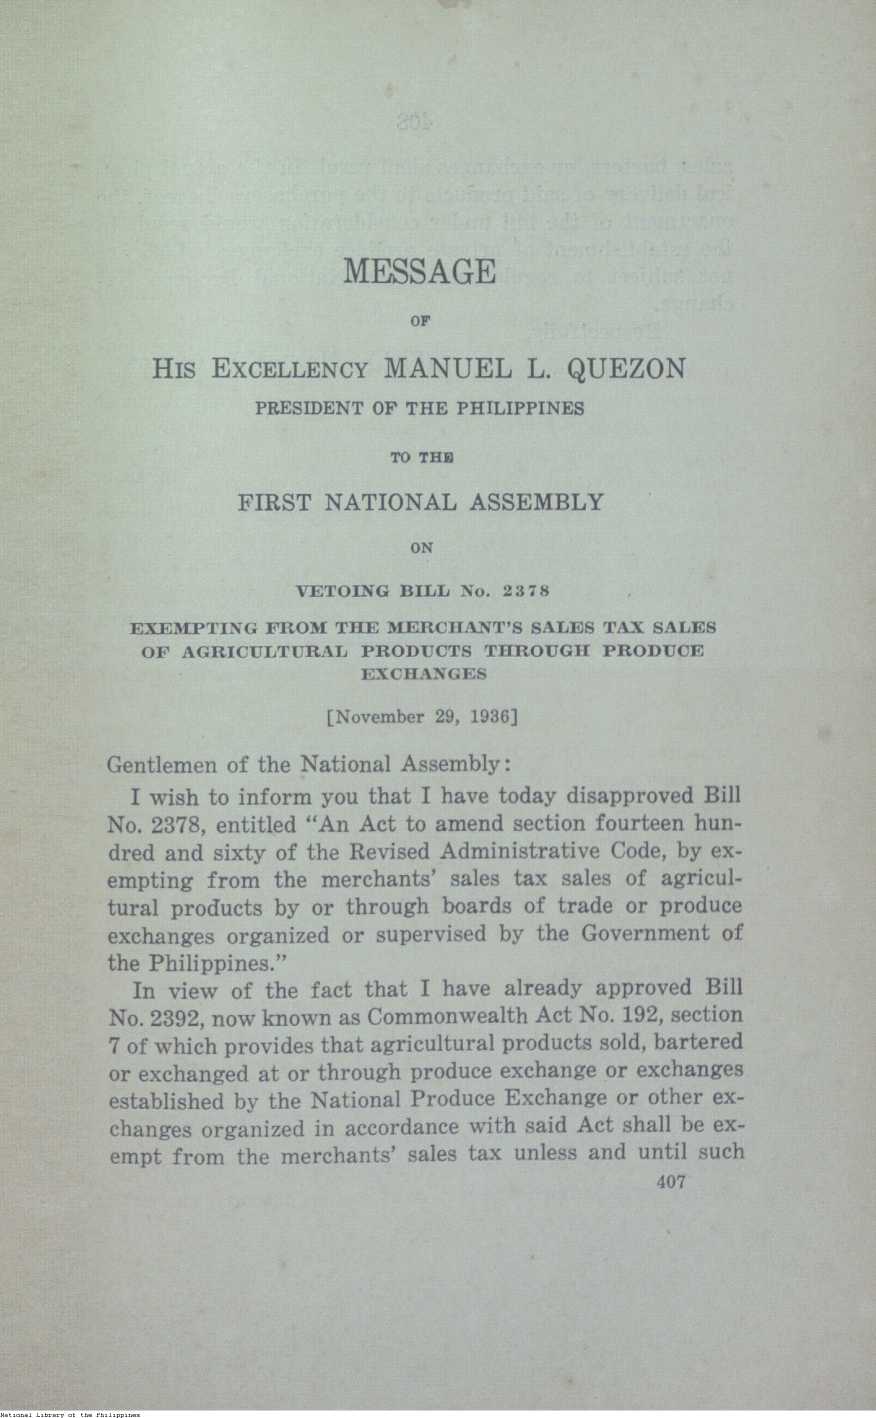 MESSAGE
OF
HIS EXCELLENCY MANUEL L. QUEZON
PRESIDENT OF THE PHILIPPINES
TO THE
FIRST NATIONAL ASSEMBLY
ON
VETOING BILL No. 2378
EXEMPTING FROM THE MERCHANT'S SALES TAX SALES
OF AGRICULTURAL PRODUCTS THROUGH PRODUCE
EXCHANGES
[November 29, 1936]
Gentlemen of the National Assembly:
I wish to inform you that I have today disapproved Bill
No. 2378, entitled “An Act to amend section fourteen hun-
dred and sixty of the Revised Administrative Code, by ex-
empting from the merchants’ sales tax sales of agricul-
tural products by or through boards of trade or produce
exchanges organized or supervised by the Government of
the Philippines.”
In view of the fact that I have already approved Bill
No. 2392, now known as Commonwealth Act No. 192, section
7 of which provides that agricultural products sold, bartered
or exchanged at or through produce exchange or exchanges
established by the National Produce Exchange or other ex-
changes organized in accordance with said Act shall be ex-
empt from the merchants’ sales tax unless and until such
407
National Library of the Philippines